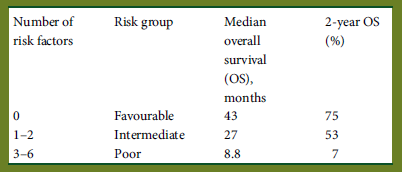 Number of risk factors Risk group Median overall survival (OS), months 2-year OS (%)
0 Favourable 43 75
1–2 Intermediate 27 53
3–6 Poor 8.8 7